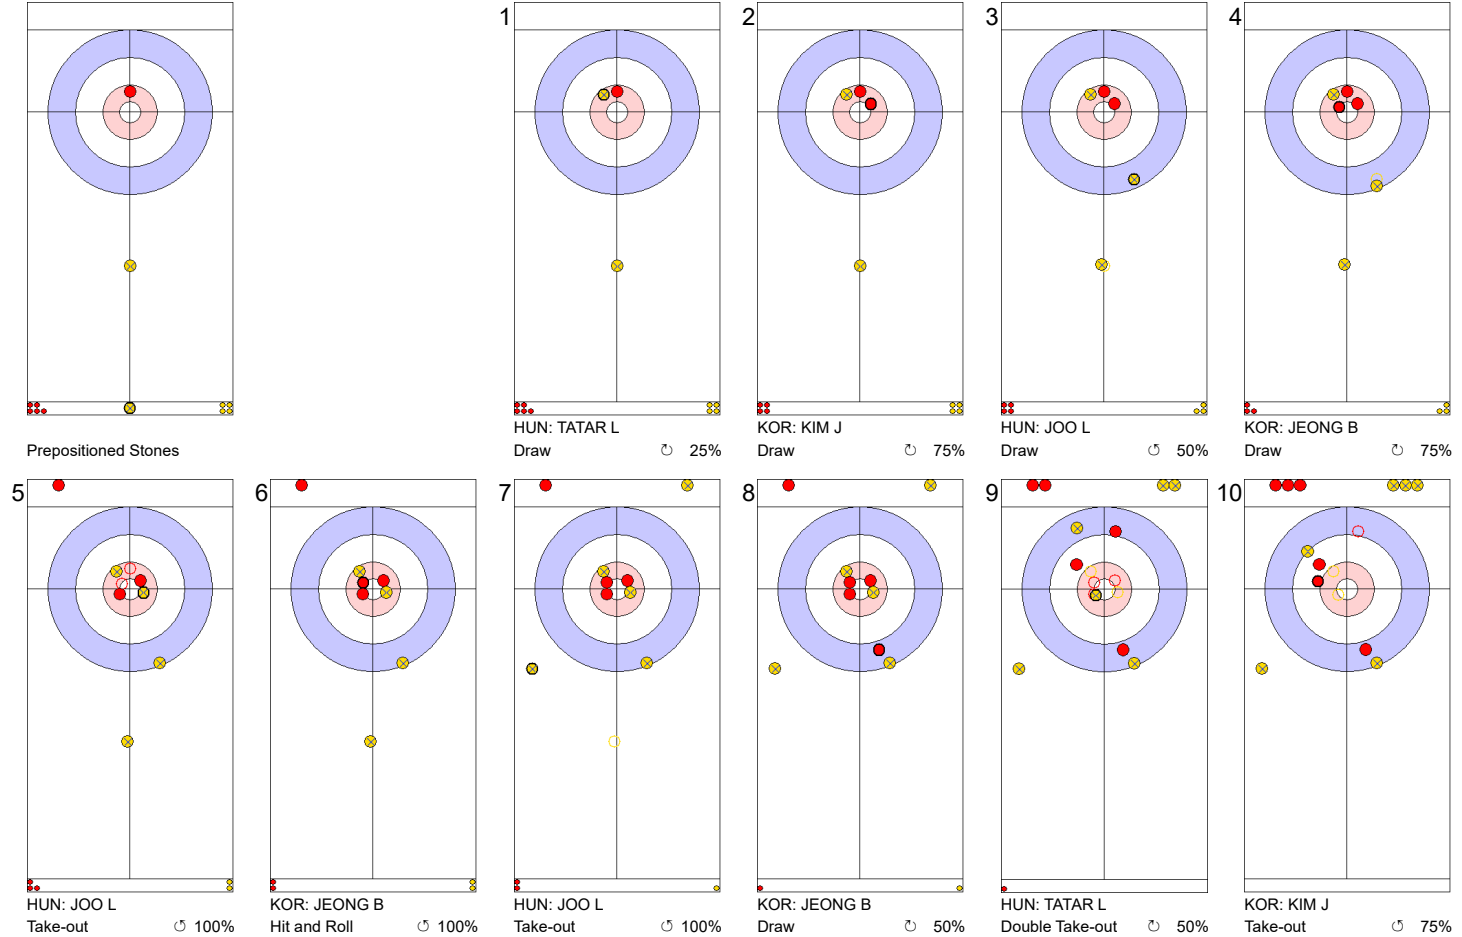 1
2
3
4
Prepositioned Stones
HUN: TATAR L
Draw ↻ 25%
KOR: KIM J
Draw ↻ 75%
HUN: JOO L
Draw ↺ 50%
KOR: JEONG B
Draw ↻ 75%
5
6
7
8
9
10
HUN: JOO L
Take-out ↺ 100%
KOR: JEONG B
Hit and Roll ↺ 100%
HUN: JOO L
Take-out ↺ 100%
KOR: JEONG B
Draw ↺ 50%
HUN: TATAR L
Double Take-out ↺ 50%
KOR: KIM J
Take-out ↺ 75%